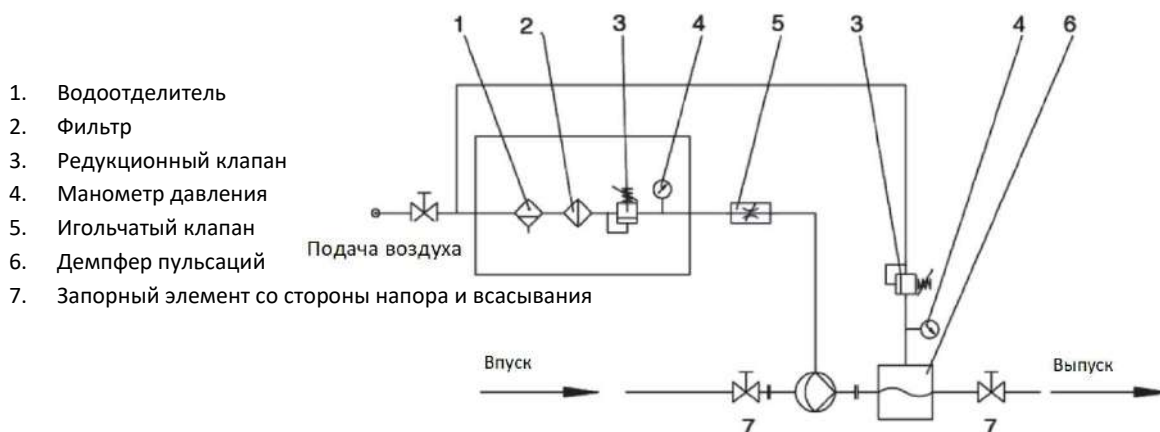 1 2 3 4 5 3 4 6
1. Водоотделитель
2. Фильтр
3. Редукционный клапан
4. Манометр давления
5. Игольчатый клапан
6. Демпфер пульсаций
7. Запорный элемент со стороны напора и всасывания
Подача воздуха
Впуск
Выпуск
7 7